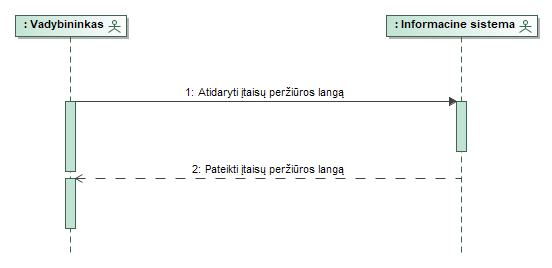 : Vadybininkas
: Informacine sistema
1: Atidaryti įtaisų peržiūros langą
2: Pateikti įtaisų peržiūros langą